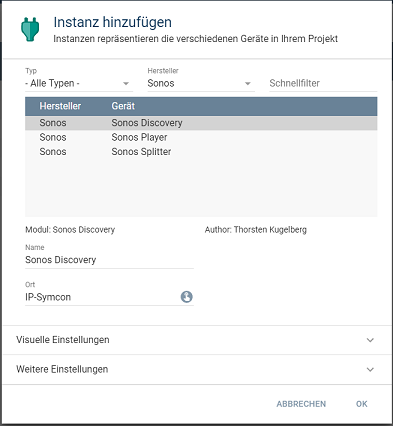 Instanz hinzufügen
Instanzen repräsentieren die verschiedenen Geräte in Ihrem Projekt
Typ Hersteller
- Alle Typen - Sonos Schnellfilter
Hersteller Gerät
Sonos Sonos Discovery
Sonos Sonos Player
Sonos Sonos Splitter
Modul: Sonos Discovery Author: Thorsten Kugelberg
Name
Sonos Discovery
Ort
IP-Symcon
Visuelle Einstellungen
Weitere Einstellungen
ABBRECHEN OK